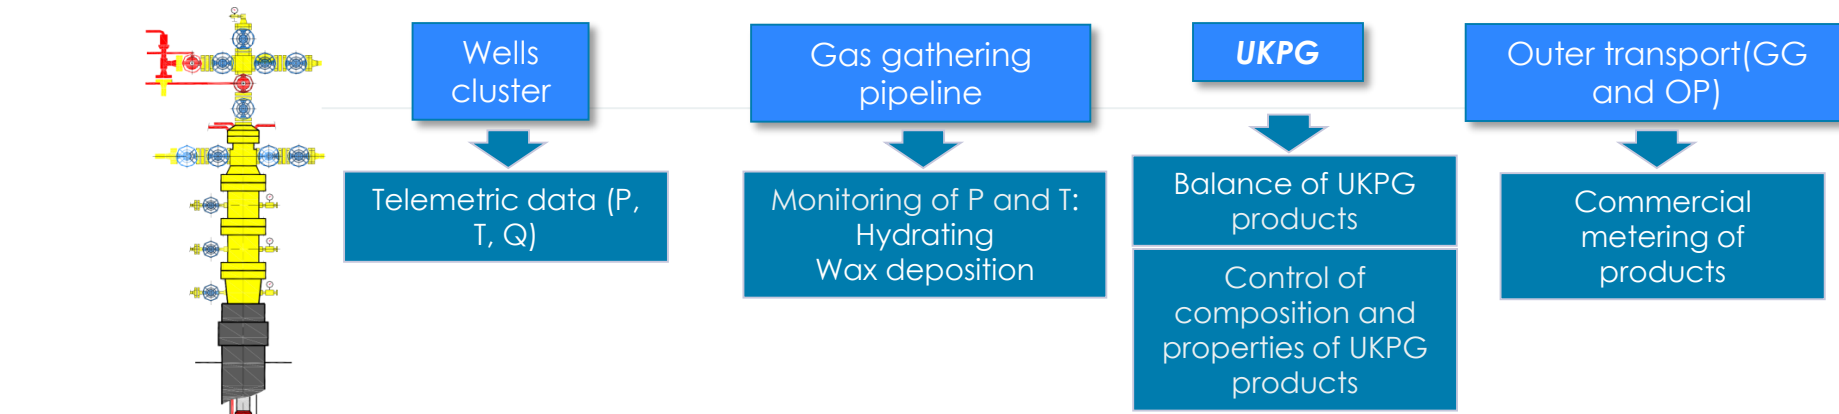 Wells
cluster
Telemetric data (P,
T, Q)
Gas gathering
pipeline
Monitoring of P and T:
Hydrating
Wax deposition
UKPG
Balance of UKPG
products
Control of
composition and
properties of UKPG
products
Outer transport(GG
and OP)
Commercial
metering of
products